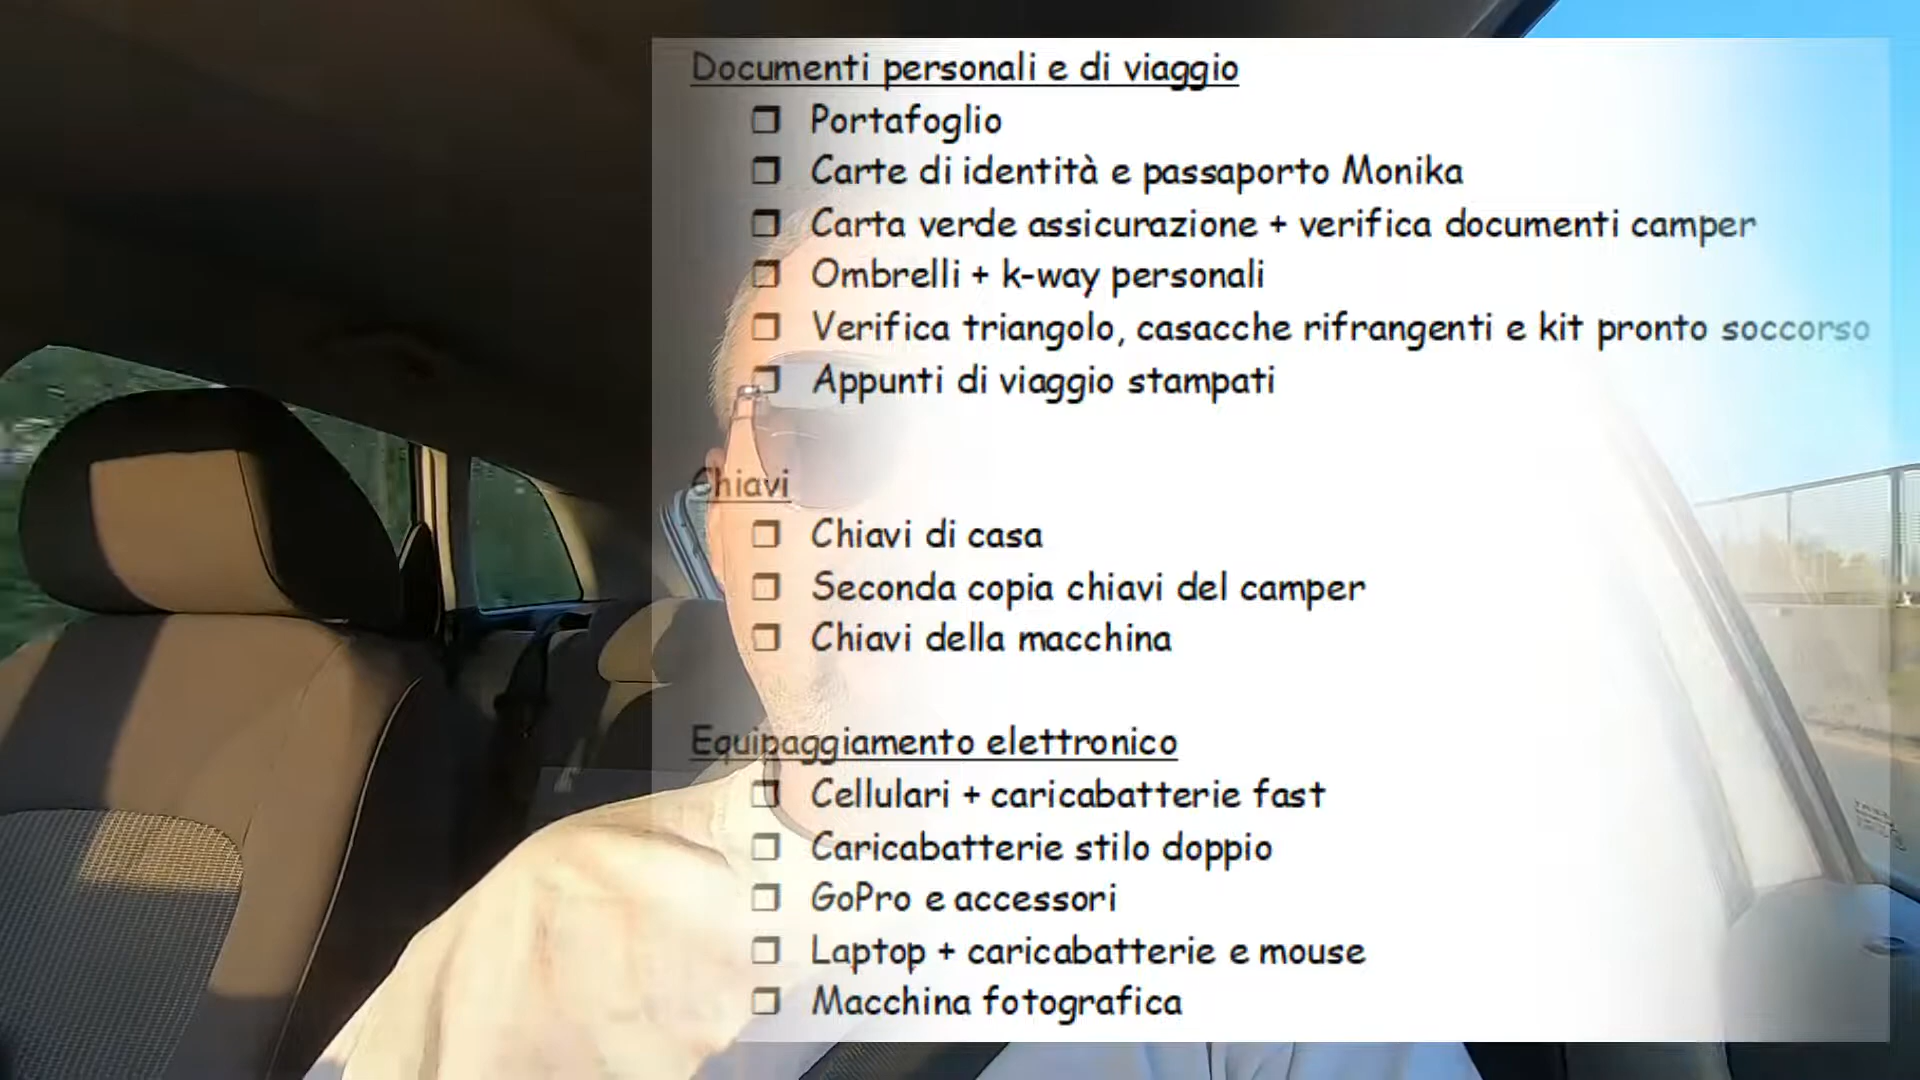 Documenti personali e di viaggio
❒ Portafoglio
❒ Carte di identità e passaporto Monika
❒ Carta verde assicurazione + verifica documenti camper
❒ Ombrelli + k-way personali
❒ Verifica triangolo, casacche rifrangenti e kit pronto soccorso
❒ Appunti di viaggio stampati
Chiavi
❒ Chiavi di casa
❒ Seconda copia chiavi del camper
❒ Chiavi della macchina
Equipaggiamento elettronico
❒ Cellulari + caricabatterie fast
❒ Caricabatterie stilo doppio
❒ GoPro e accessori
❒ Laptop + caricabatterie e mouse
❒ Macchina fotografica